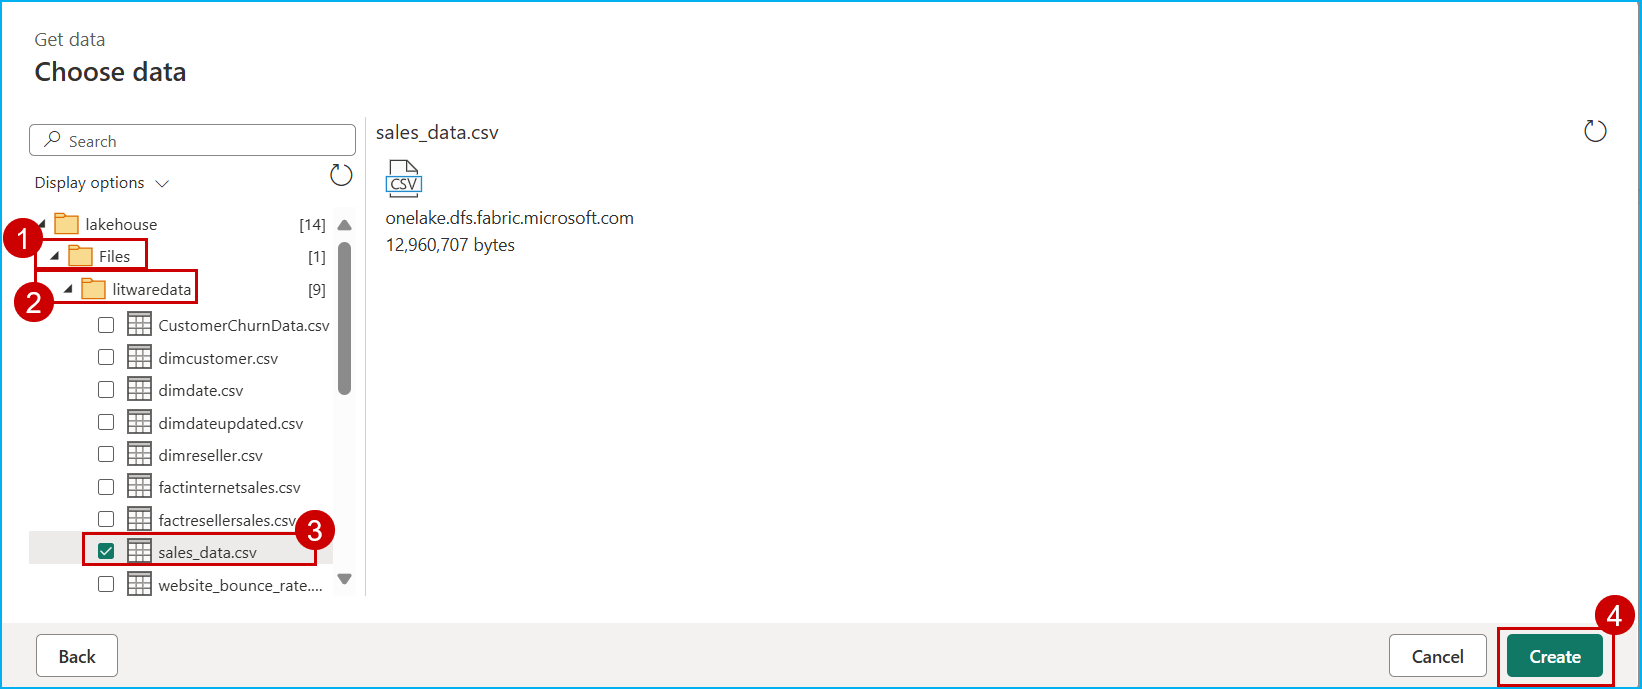 Get data
Choose data
Search
Display options
lakehouse [14]
1
Files [1]
2
litwaredata [9]
CustomerChurnData.csv
dimcustomer.csv
dimdate.csv
dimdateupdated.csv
dimreseller.csv
factinternetsales.csv
factresellersales.csv
3
sales_data.csv
website_bounce_rate....
sales_data.csv
CSV
onelake.dfs.fabric.microsoft.com
12,960,707 bytes
Back
Cancel
4
Create